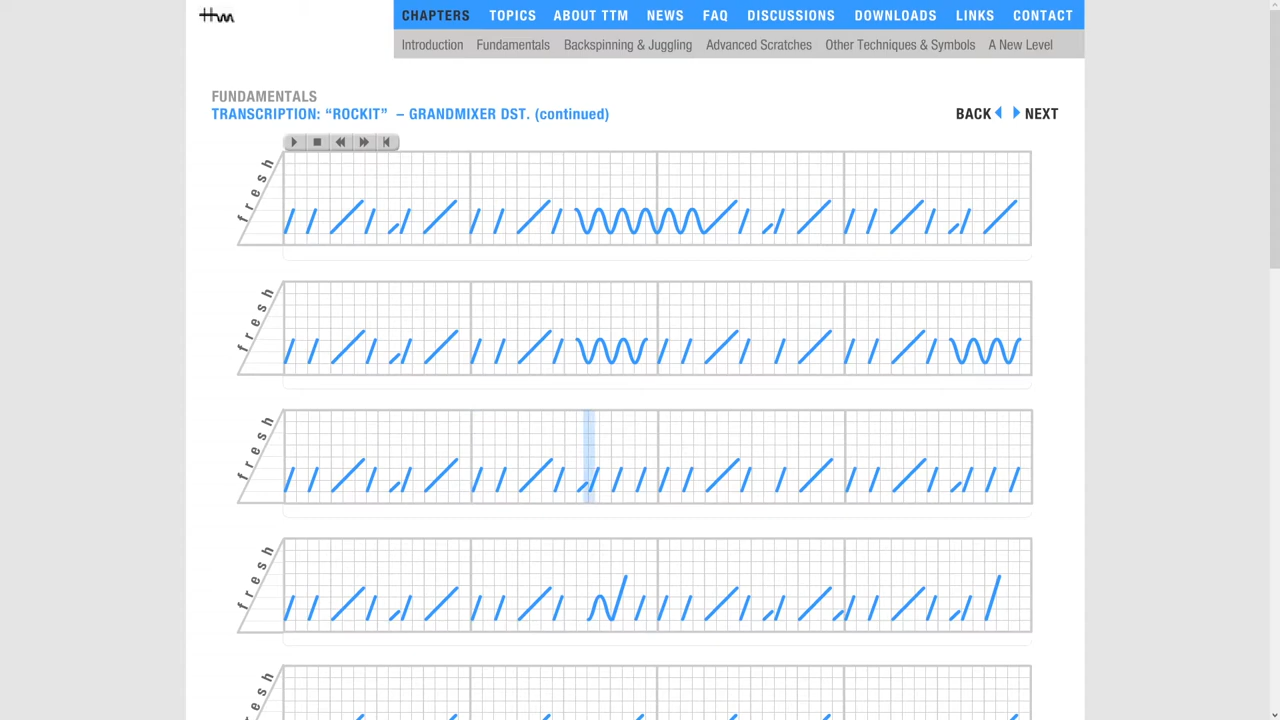 ttm
CHAPTERS TOPICS ABOUT TTM NEWS FAQ DISCUSSIONS DOWNLOADS LINKS CONTACT
Introduction Fundamentals Backspinning & Juggling Advanced Scratches Other Techniques & Symbols A New Level
FUNDAMENTALS
TRANSCRIPTION: “ROCKIT” – GRANDMIXER DST. (continued)
BACK NEXT
fresh
fresh
fresh
fresh
fresh